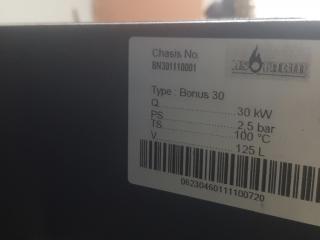 Chasis No.
BN301110001
Type : Bonus 30
Q 30 kW
PS 2,5 bar
TS 100 °C
V 125 L
06230460111100720